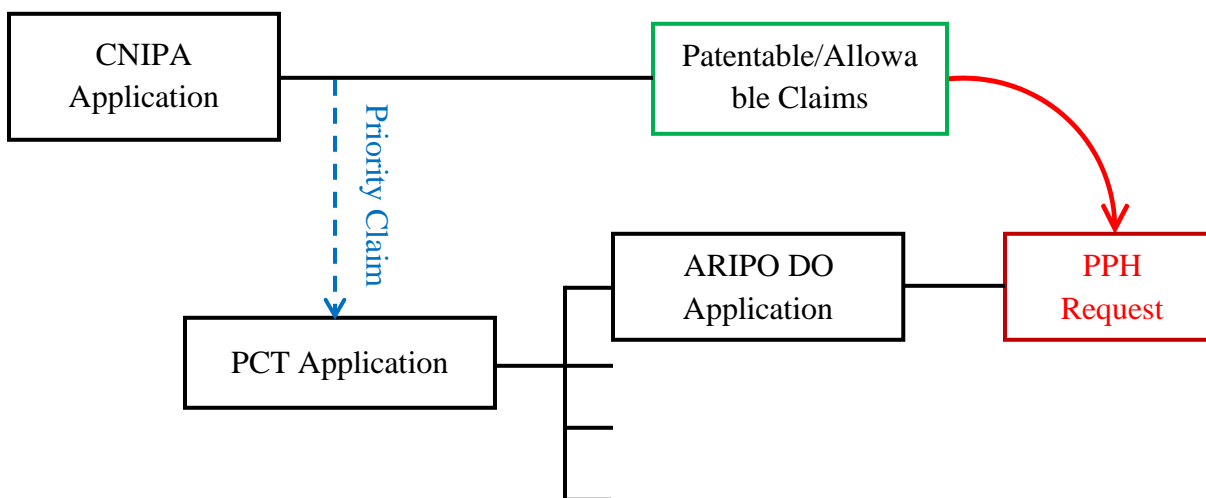 CNIPA
Application
Patentable/Allowa
ble Claims
Priority Claim
ARIPO DO
Application
PPH
Request
PCT Application